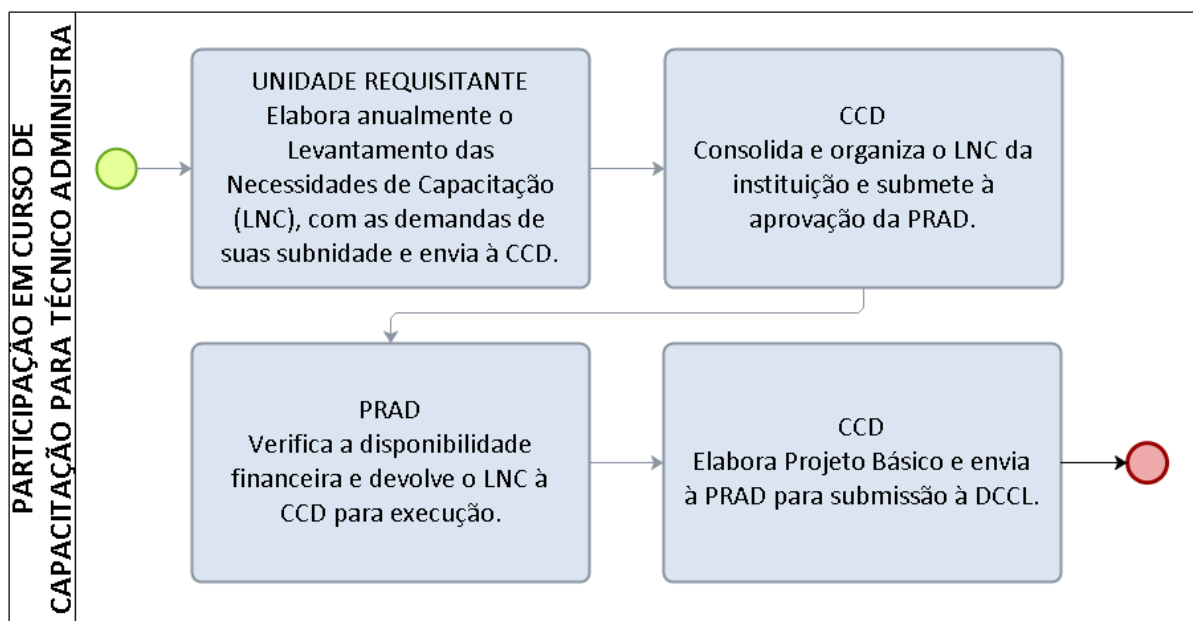 PARTICIPAÇÃO EM CURSO DE
CAPACITAÇÃO PARA TÉCNICO ADMINISTRA
UNIDADE REQUISITANTE
Elabora anualmente o
Levantamento das
Necessidades de Capacitação
(LNC), com as demandas de
suas subnidade e envia à CCD.
CCD
Consolida e organiza o LNC da
instituição e submete à
aprovação da PRAD.
PRAD
Verifica a disponibilidade
financeira e devolve o LNC à
CCD para execução.
CCD
Elabora Projeto Básico e envia
à PRAD para submissão à DCCL.